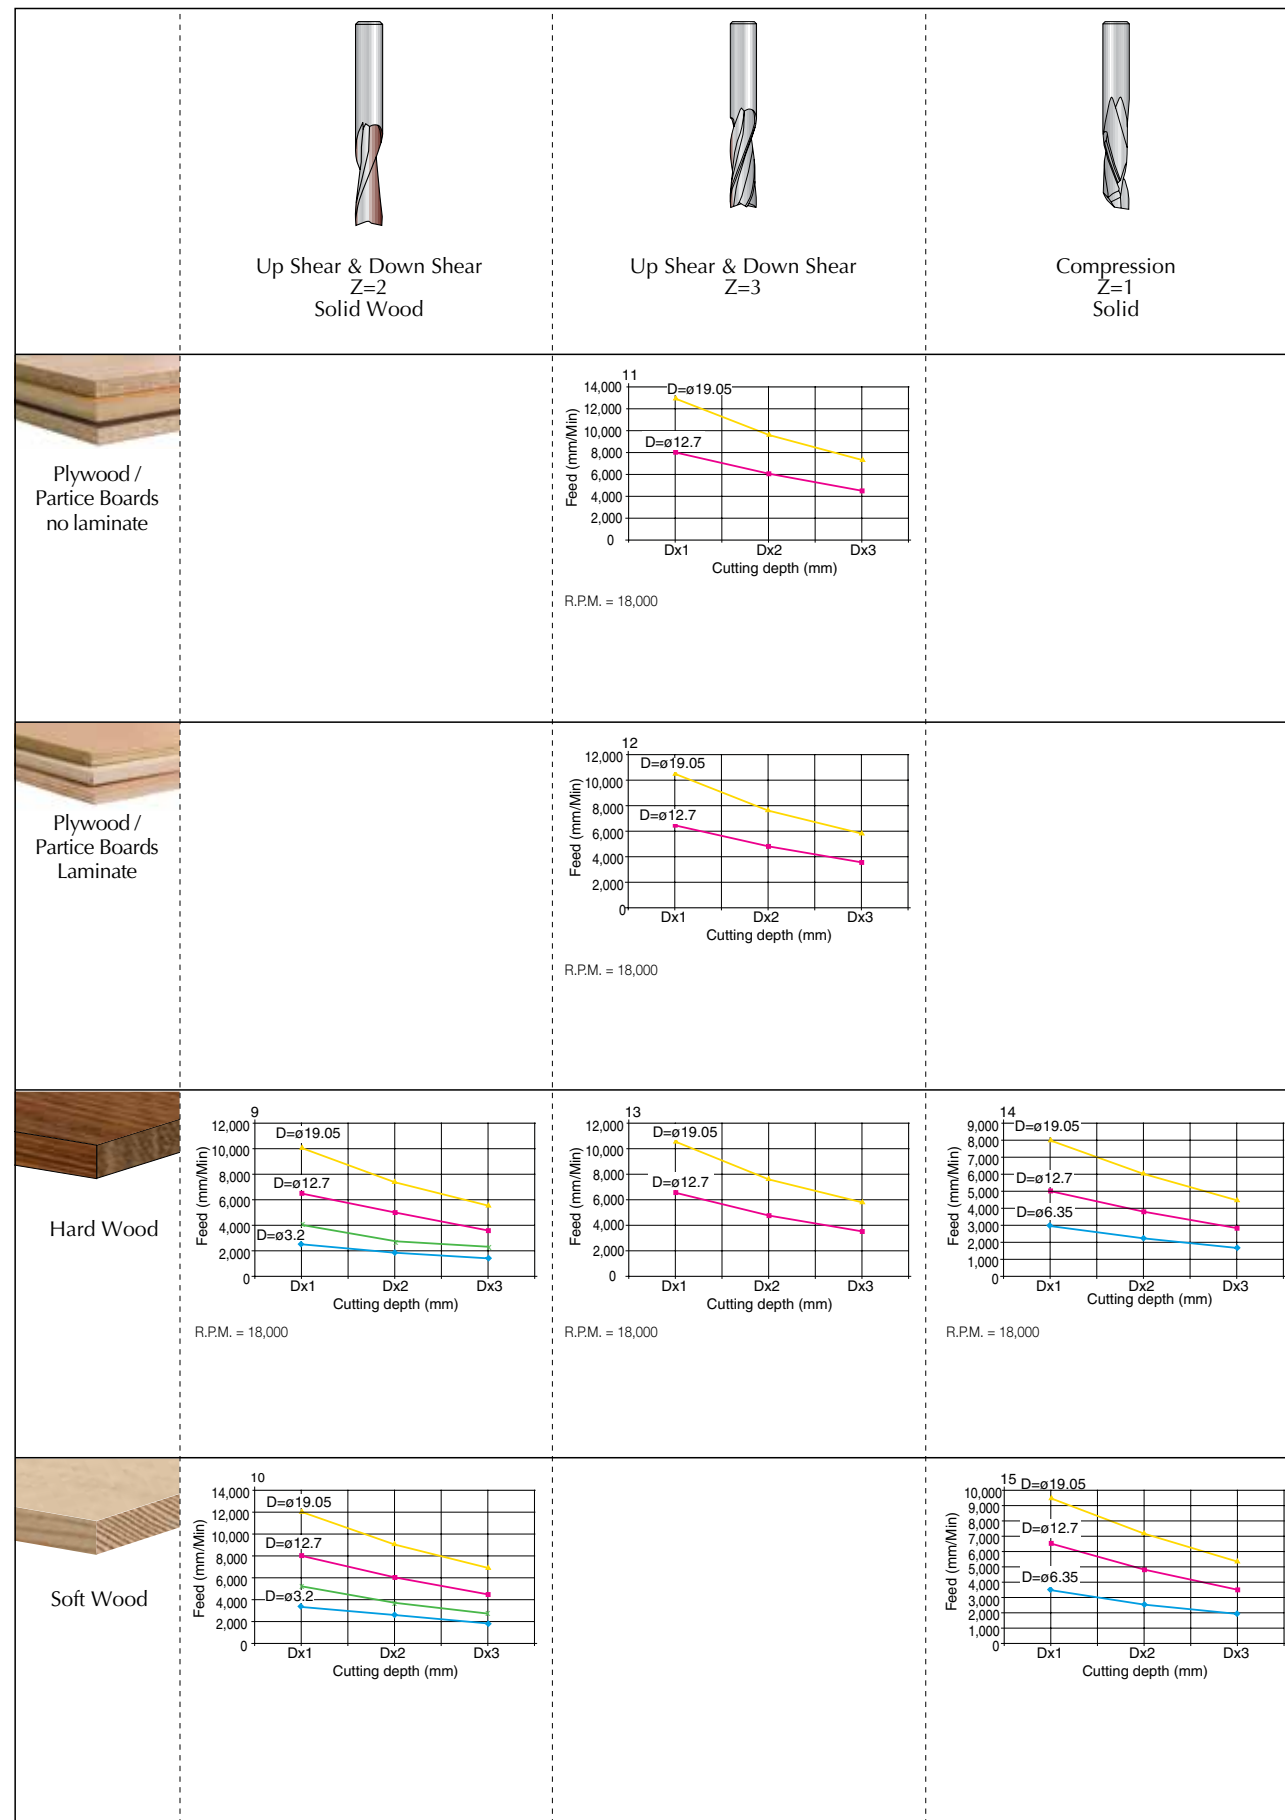 Up Shear & Down Shear
Z=2
Solid Wood
Up Shear & Down Shear
Z=3
Compression
Z=1
Solid
Plywood /
Partice Boards
no laminate
11
14,000
12,000
10,000
8,000
6,000
4,000
2,000
0
Feed (mm/Min)
D=ø19.05
D=ø12.7
Dx1 Dx2 Dx3
Cutting depth (mm)
R.P.M. = 18,000
Plywood /
Partice Boards
Laminate
12
12,000
10,000
8,000
6,000
4,000
2,000
0
Feed (mm/Min)
D=ø19.05
D=ø12.7
Dx1 Dx2 Dx3
Cutting depth (mm)
R.P.M. = 18,000
Hard Wood
9
12,000
10,000
8,000
6,000
4,000
2,000
0
Feed (mm/Min)
D=ø19.05
D=ø12.7
D=ø3.2
Dx1 Dx2 Dx3
Cutting depth (mm)
R.P.M. = 18,000
13
12,000
10,000
8,000
6,000
4,000
2,000
0
Feed (mm/Min)
D=ø19.05
D=ø12.7
Dx1 Dx2 Dx3
Cutting depth (mm)
R.P.M. = 18,000
14
9,000
8,000
7,000
6,000
5,000
4,000
3,000
2,000
1,000
0
Feed (mm/Min)
D=ø19.05
D=ø12.7
D=ø6.35
Dx1 Dx2 Dx3
Cutting depth (mm)
R.P.M. = 18,000
Soft Wood
10
14,000
12,000
10,000
8,000
6,000
4,000
2,000
0
Feed (mm/Min)
D=ø19.05
D=ø12.7
D=ø3.2
Dx1 Dx2 Dx3
Cutting depth (mm)
15
10,000
9,000
8,000
7,000
6,000
5,000
4,000
3,000
2,000
1,000
0
Feed (mm/Min)
D=ø19.05
D=ø12.7
D=ø6.35
Dx1 Dx2 Dx3
Cutting depth (mm)